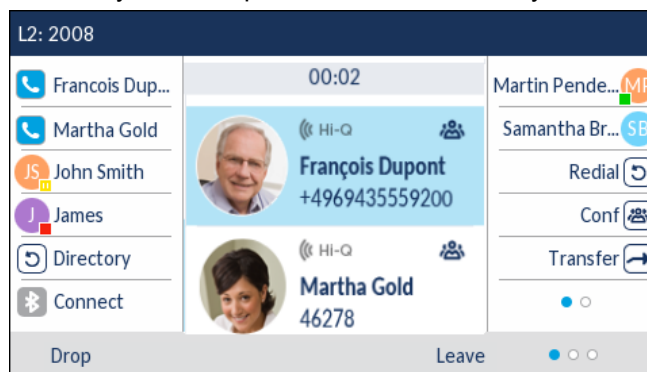 L2: 2008
Francois Dup...
Martha Gold
JS John Smith
J James
Directory
Connect
00:02
Hi-Q
François Dupont
+4969435559200
Hi-Q
Martha Gold
46278
Martin Pende...
Samantha Br... SB
Redial
Conf
Transfer
Drop
Leave